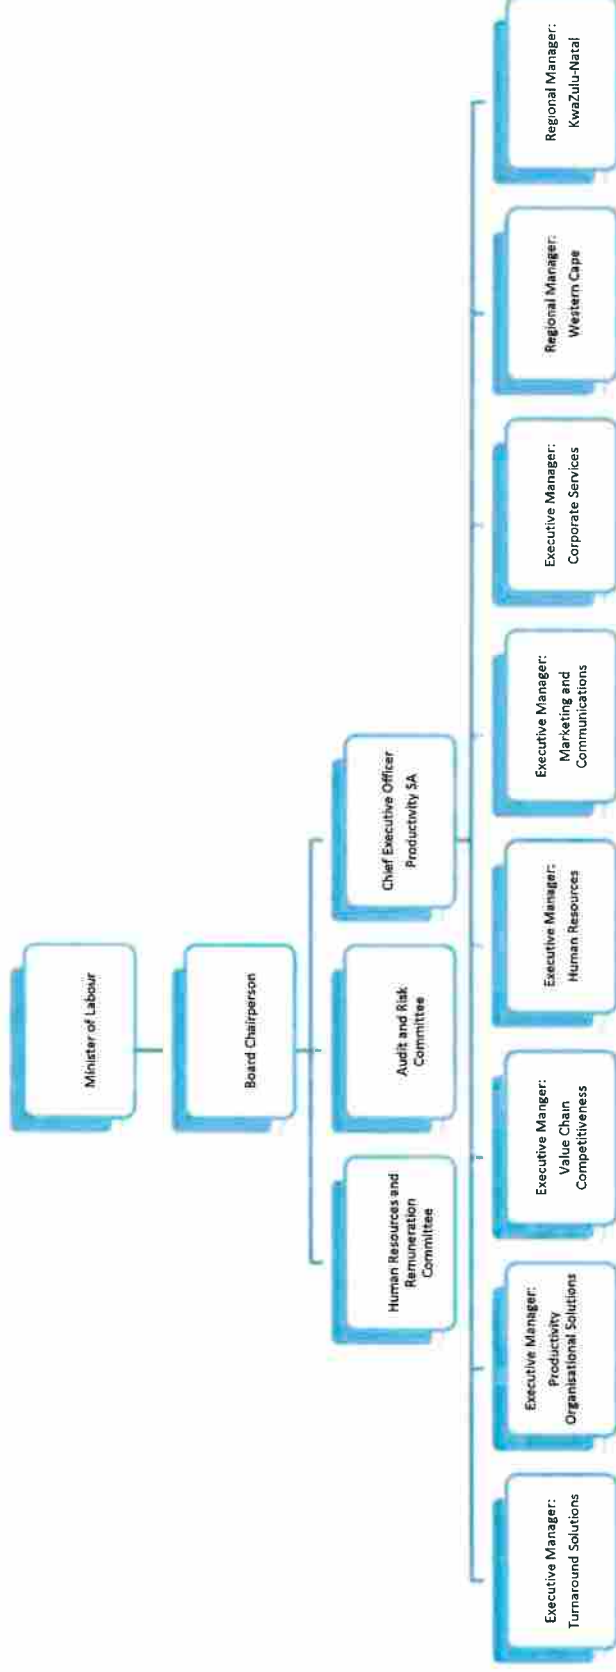 Minister of Labour
Board Chairperson
Human Resources and
Remuneration
Committee
Audit and Risk
Committee
Chief Executive Officer
Productivity SA
Executive Manager:
Turnaround Solutions
Executive Manager:
Productivity
Organisational Solutions
Executive Manger:
Value Chain
Competitiveness
Executive Manager:
Human Resources
Executive Manager:
Marketing and
Communications
Executive Manager:
Corporate Services
Regional Manager:
Western Cape
Regional Manager:
KwaZulu-Natal